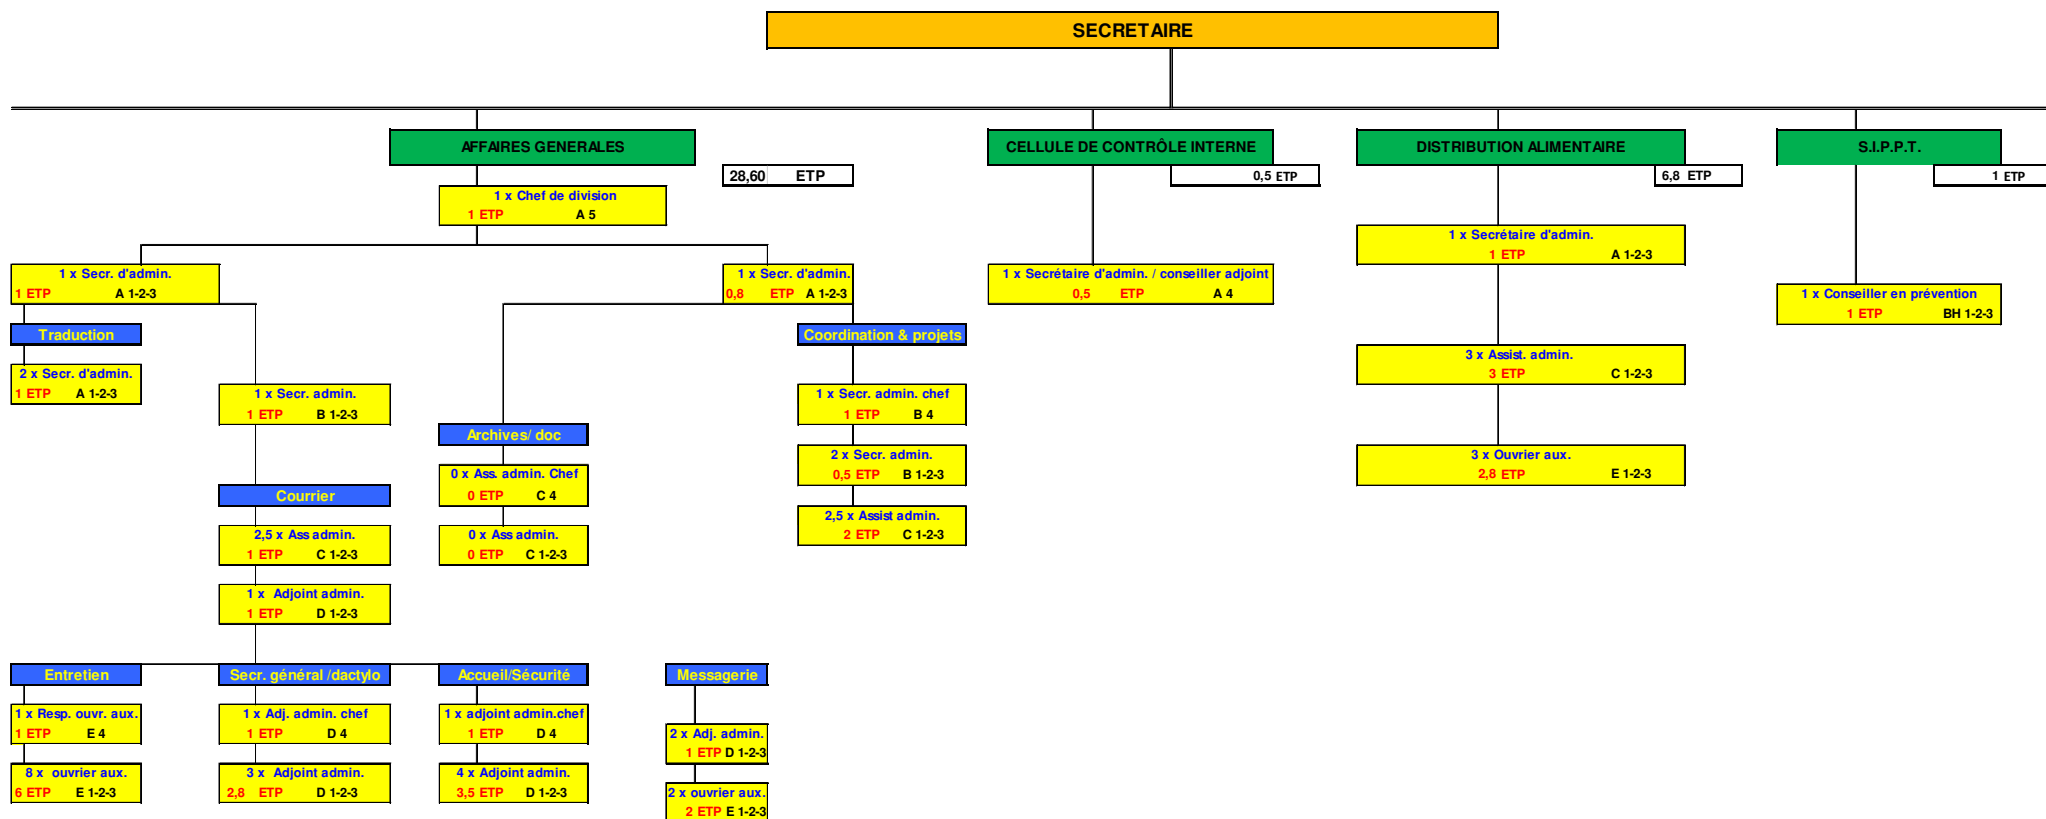 SECRETAIRE
AFFAIRES GENERALES
CELLULE DE CONTRÔLE INTERNE
DISTRIBUTION ALIMENTAIRE
S.I.P.P.T.
28,60 ETP
0,5 ETP
6,8 ETP
1 ETP
1 x Chef de division
1 ETP A 5
1 x Secr. d'admin.
1 ETP A 1-2-3
1 x Secr. d'admin.
0,8 ETP A 1-2-3
1 x Secrétaire d'admin. / conseiller adjoint
0,5 ETP A 4
1 x Secrétaire d'admin.
1 ETP A 1-2-3
1 x Conseiller en prévention
1 ETP BH 1-2-3
Traduction
2 x Secr. d'admin.
1 ETP A 1-2-3
1 x Secr. admin.
1 ETP B 1-2-3
Coordination & projets
1 x Secr. admin. chef
1 ETP B 4
2 x Secr. admin.
0,5 ETP B 1-2-3
2,5 x Assist admin.
2 ETP C 1-2-3
3 x Assist. admin.
3 ETP C 1-2-3
3 x Ouvrier aux.
2,8 ETP E 1-2-3
Archives/ doc
0 x Ass. admin. Chef
0 ETP C 4
0 x Ass admin.
0 ETP C 1-2-3
Courrier
2,5 x Ass admin.
1 ETP C 1-2-3
1 x Adjoint admin.
1 ETP D 1-2-3
Entretien
1 x Resp. ouvr. aux.
1 ETP E 4
8 x ouvrier aux.
6 ETP E 1-2-3
Secr. général /dactylo
1 x Adj. admin. chef
1 ETP D 4
3 x Adjoint admin.
2,8 ETP D 1-2-3
Accueil/Sécurité
1 x adjoint admin.chef
1 ETP D 4
4 x Adjoint admin.
3,5 ETP D 1-2-3
Messagerie
2 x Adj. admin.
1 ETP D 1-2-3
2 x ouvrier aux.
2 ETP E 1-2-3